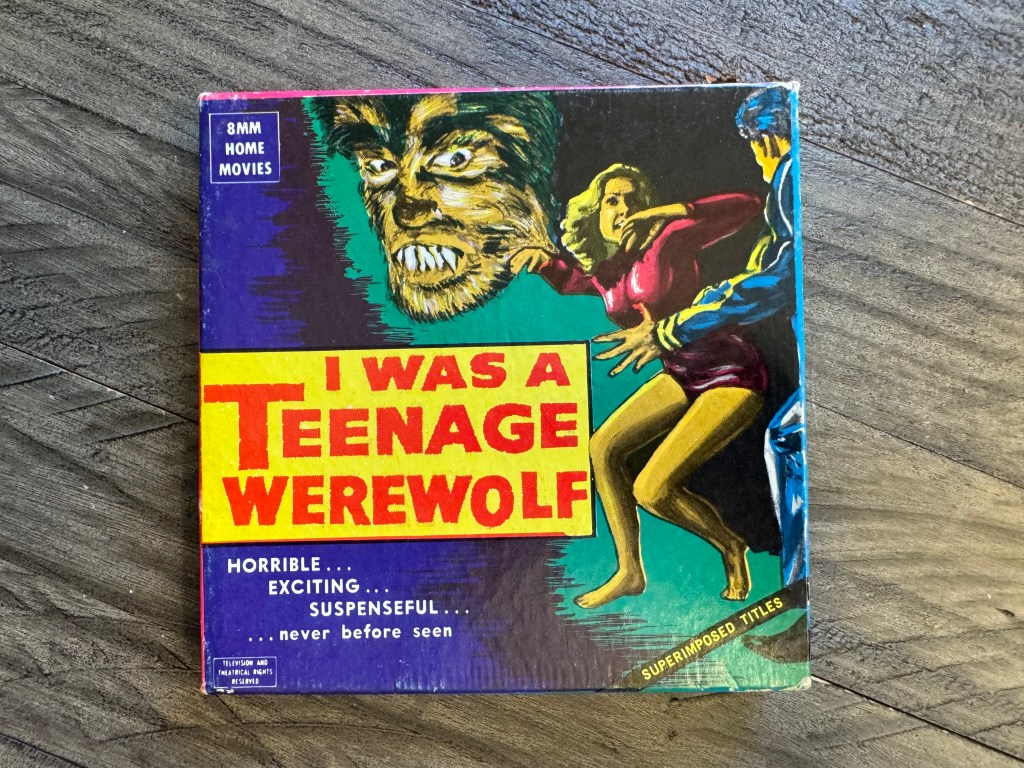 8MM
HOME
MOVIES
I WAS A
TEENAGE
WEREWOLF
HORRIBLE...
EXCITING...
SUSPENSEFUL...
...never before seen
TELEVISION AND
THEATRICAL RIGHTS
RESERVED
SUPERIMPOSED TITLES